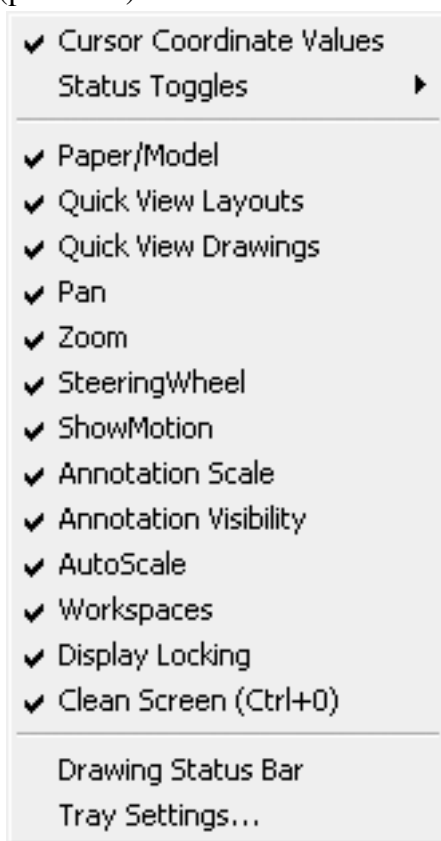 Cursor Coordinate Values
Status Toggles
Paper/Model
Quick View Layouts
Quick View Drawings
Pan
Zoom
SteeringWheel
ShowMotion
Annotation Scale
Annotation Visibility
AutoScale
Workspaces
Display Locking
Clean Screen (Ctrl+0)
Drawing Status Bar
Tray Settings...